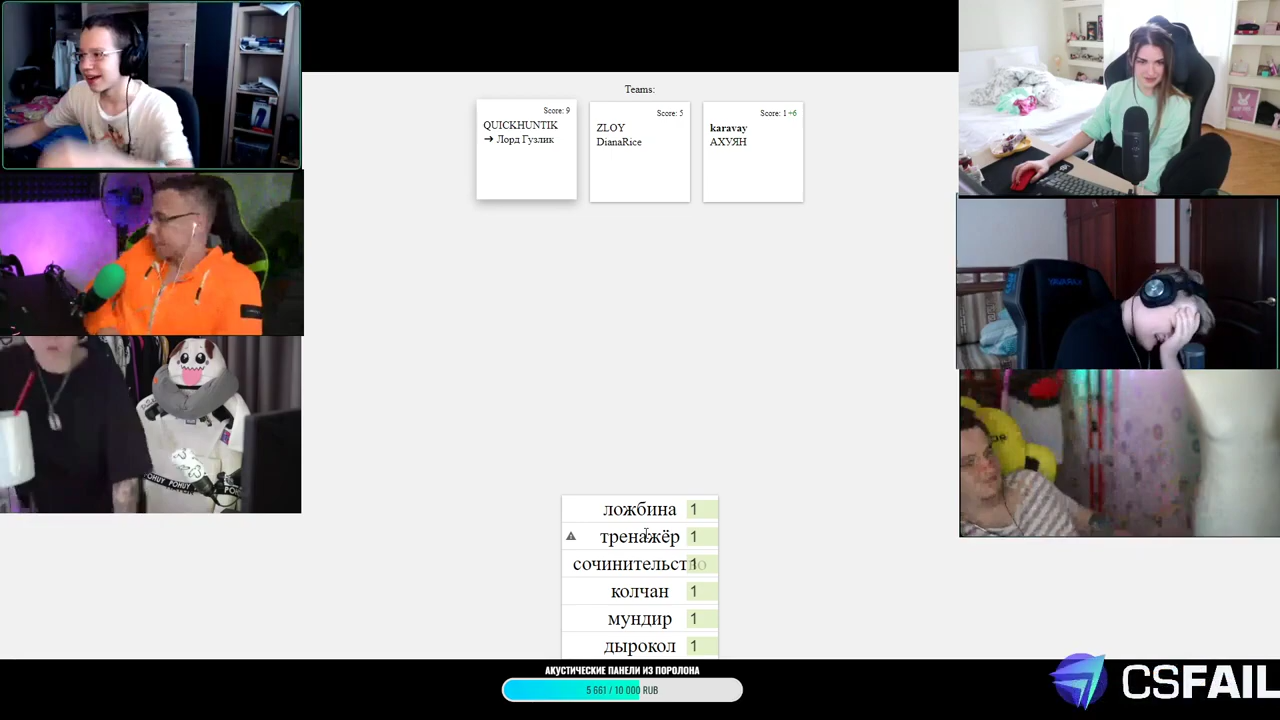 Teams:
Score: 9
QUICKHUNTIK
➔ Лорд Гузлик
Score: 5
ZLOY
DianaRice
Score: 1 +6
karavay
АХУЯН
ложбина 1
тренажёр 1
сочинительство 1
колчан 1
мундир 1
дырокол 1
АКУСТИЧЕСКИЕ ПАНЕЛИ ИЗ ПОРОЛОНА
5 661 / 10 000 RUB
CSFAIL